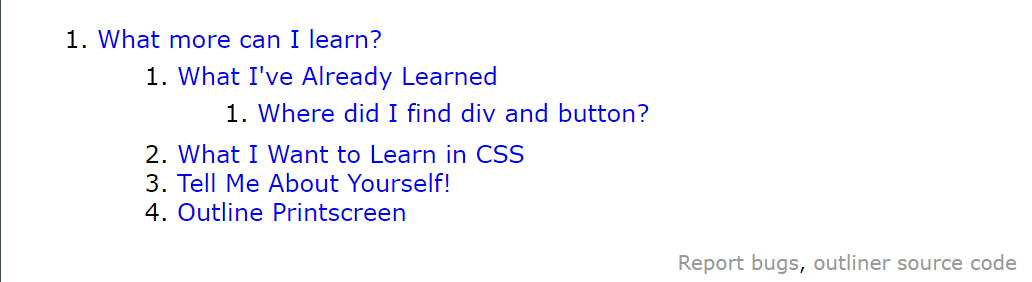 1. What more can I learn?
1. What I've Already Learned
1. Where did I find div and button?
2. What I Want to Learn in CSS
3. Tell Me About Yourself!
4. Outline Printscreen
Report bugs, outliner source code